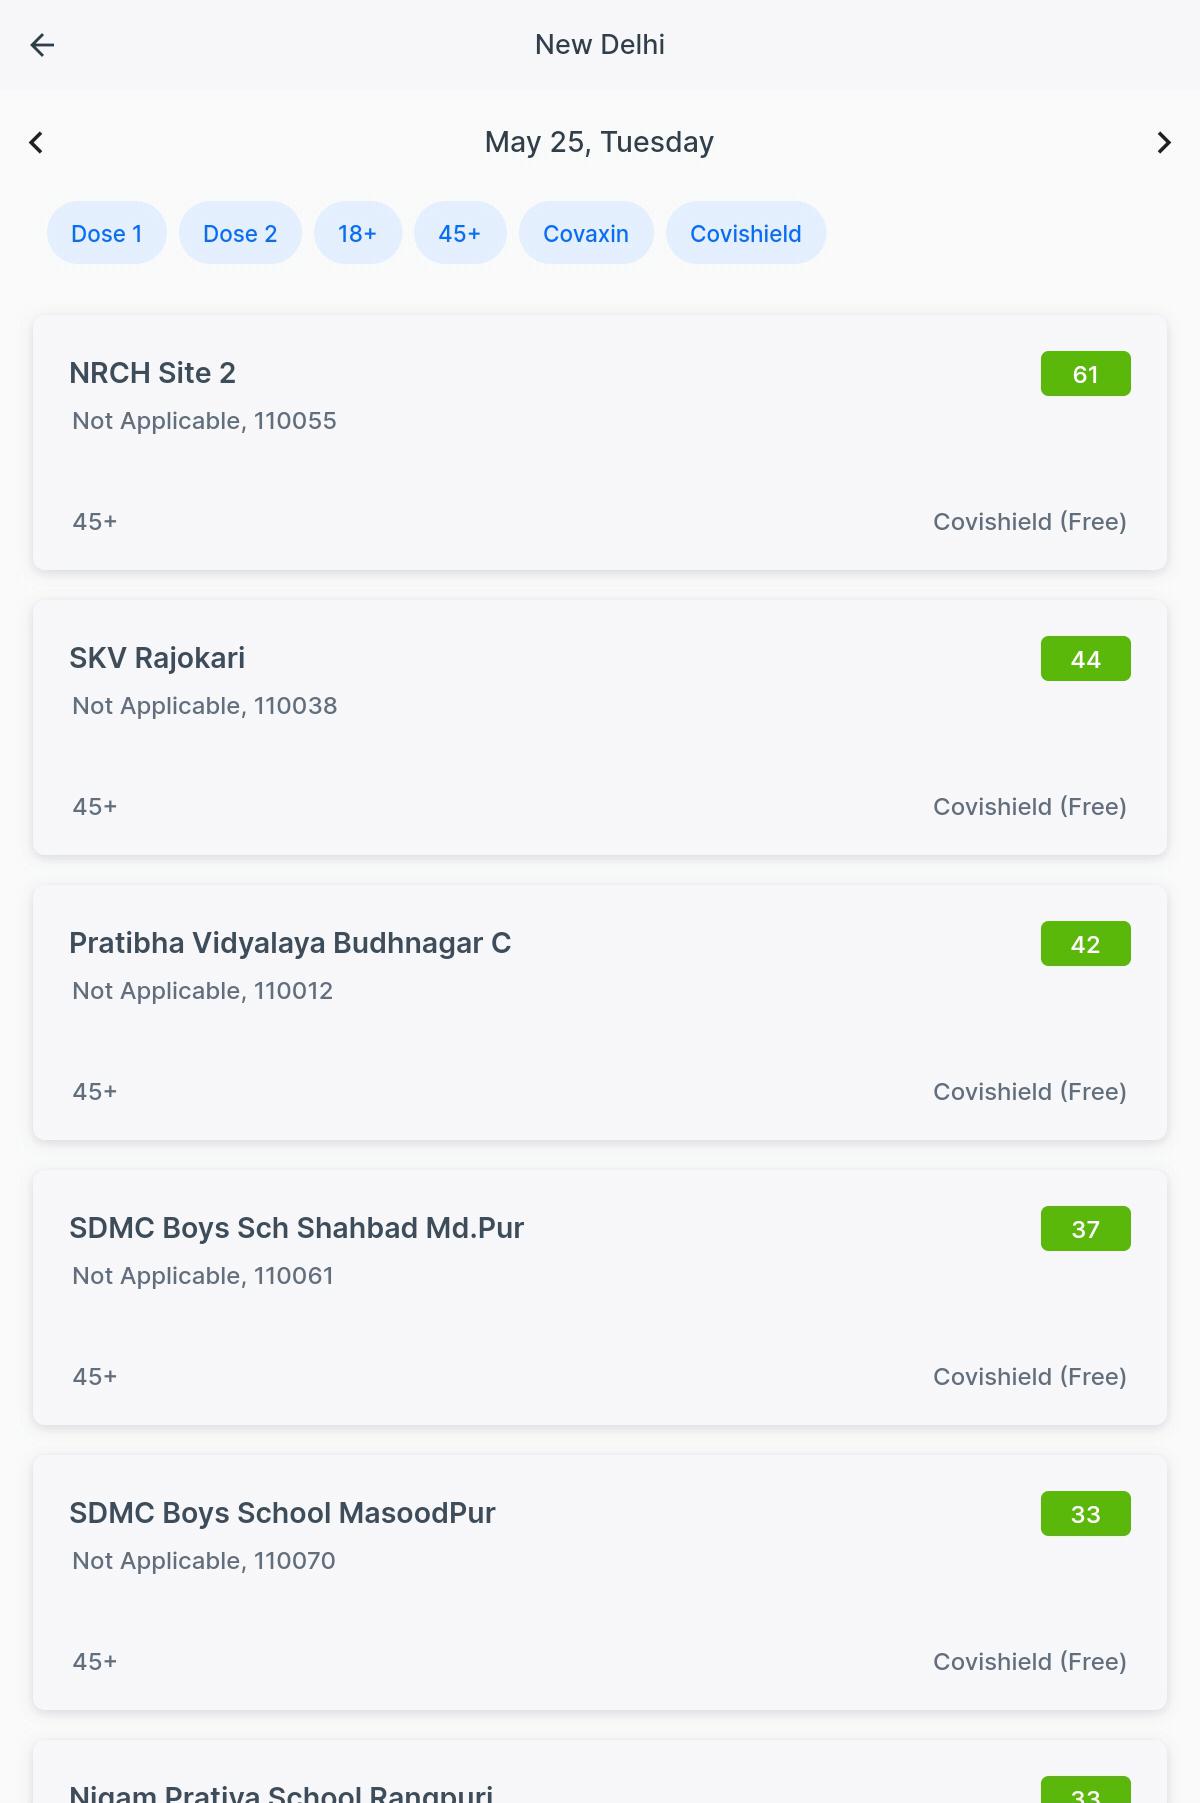 New Delhi
May 25, Tuesday
Dose 1 Dose 2 18+ 45+ Covaxin Covishield
NRCH Site 2 61
Not Applicable, 110055
45+ Covishield (Free)
SKV Rajokari 44
Not Applicable, 110038
45+ Covishield (Free)
Pratibha Vidyalaya Budhnagar C 42
Not Applicable, 110012
45+ Covishield (Free)
SDMC Boys Sch Shahbad Md.Pur 37
Not Applicable, 110061
45+ Covishield (Free)
SDMC Boys School MasoodPur 33
Not Applicable, 110070
45+ Covishield (Free)
Nigam Prativa School Rangpuri 33